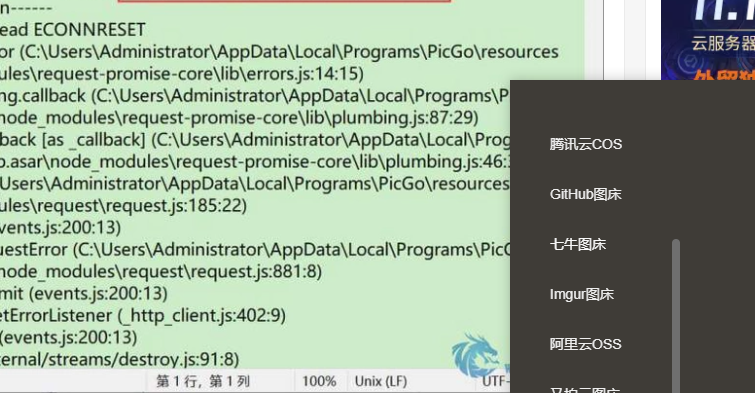 n------
ead ECONNRESET
or (C:\Users\Administrator\AppData\Local\Programs\PicGo\resources
ules\request-promise-core\lib\errors.js:14:15)
ng.callback (C:\Users\Administrator\AppData\Local\Programs\P
node_modules\request-promise-core\lib\plumbing.js:87:29)
back [as _callback] (C:\Users\Administrator\AppData\Local\Prog
p.asar\node_modules\request-promise-core\lib\plumbing.js:46:
Users\Administrator\AppData\Local\Programs\PicGo\resources
ules\request\request.js:185:22)
vents.js:200:13)
uestError (C:\Users\Administrator\AppData\Local\Programs\PicG
node_modules\request\request.js:881:8)
mit (events.js:200:13)
etErrorListener (_http_client.js:402:9)
(events.js:200:13)
ternal/streams/destroy.js:91:8)
第 1 行，第 1 列
100%
Unix (LF)
UTF-
腾讯云COS
GitHub图床
七牛图床
Imgur图床
阿里云OSS
11.1
云服务器